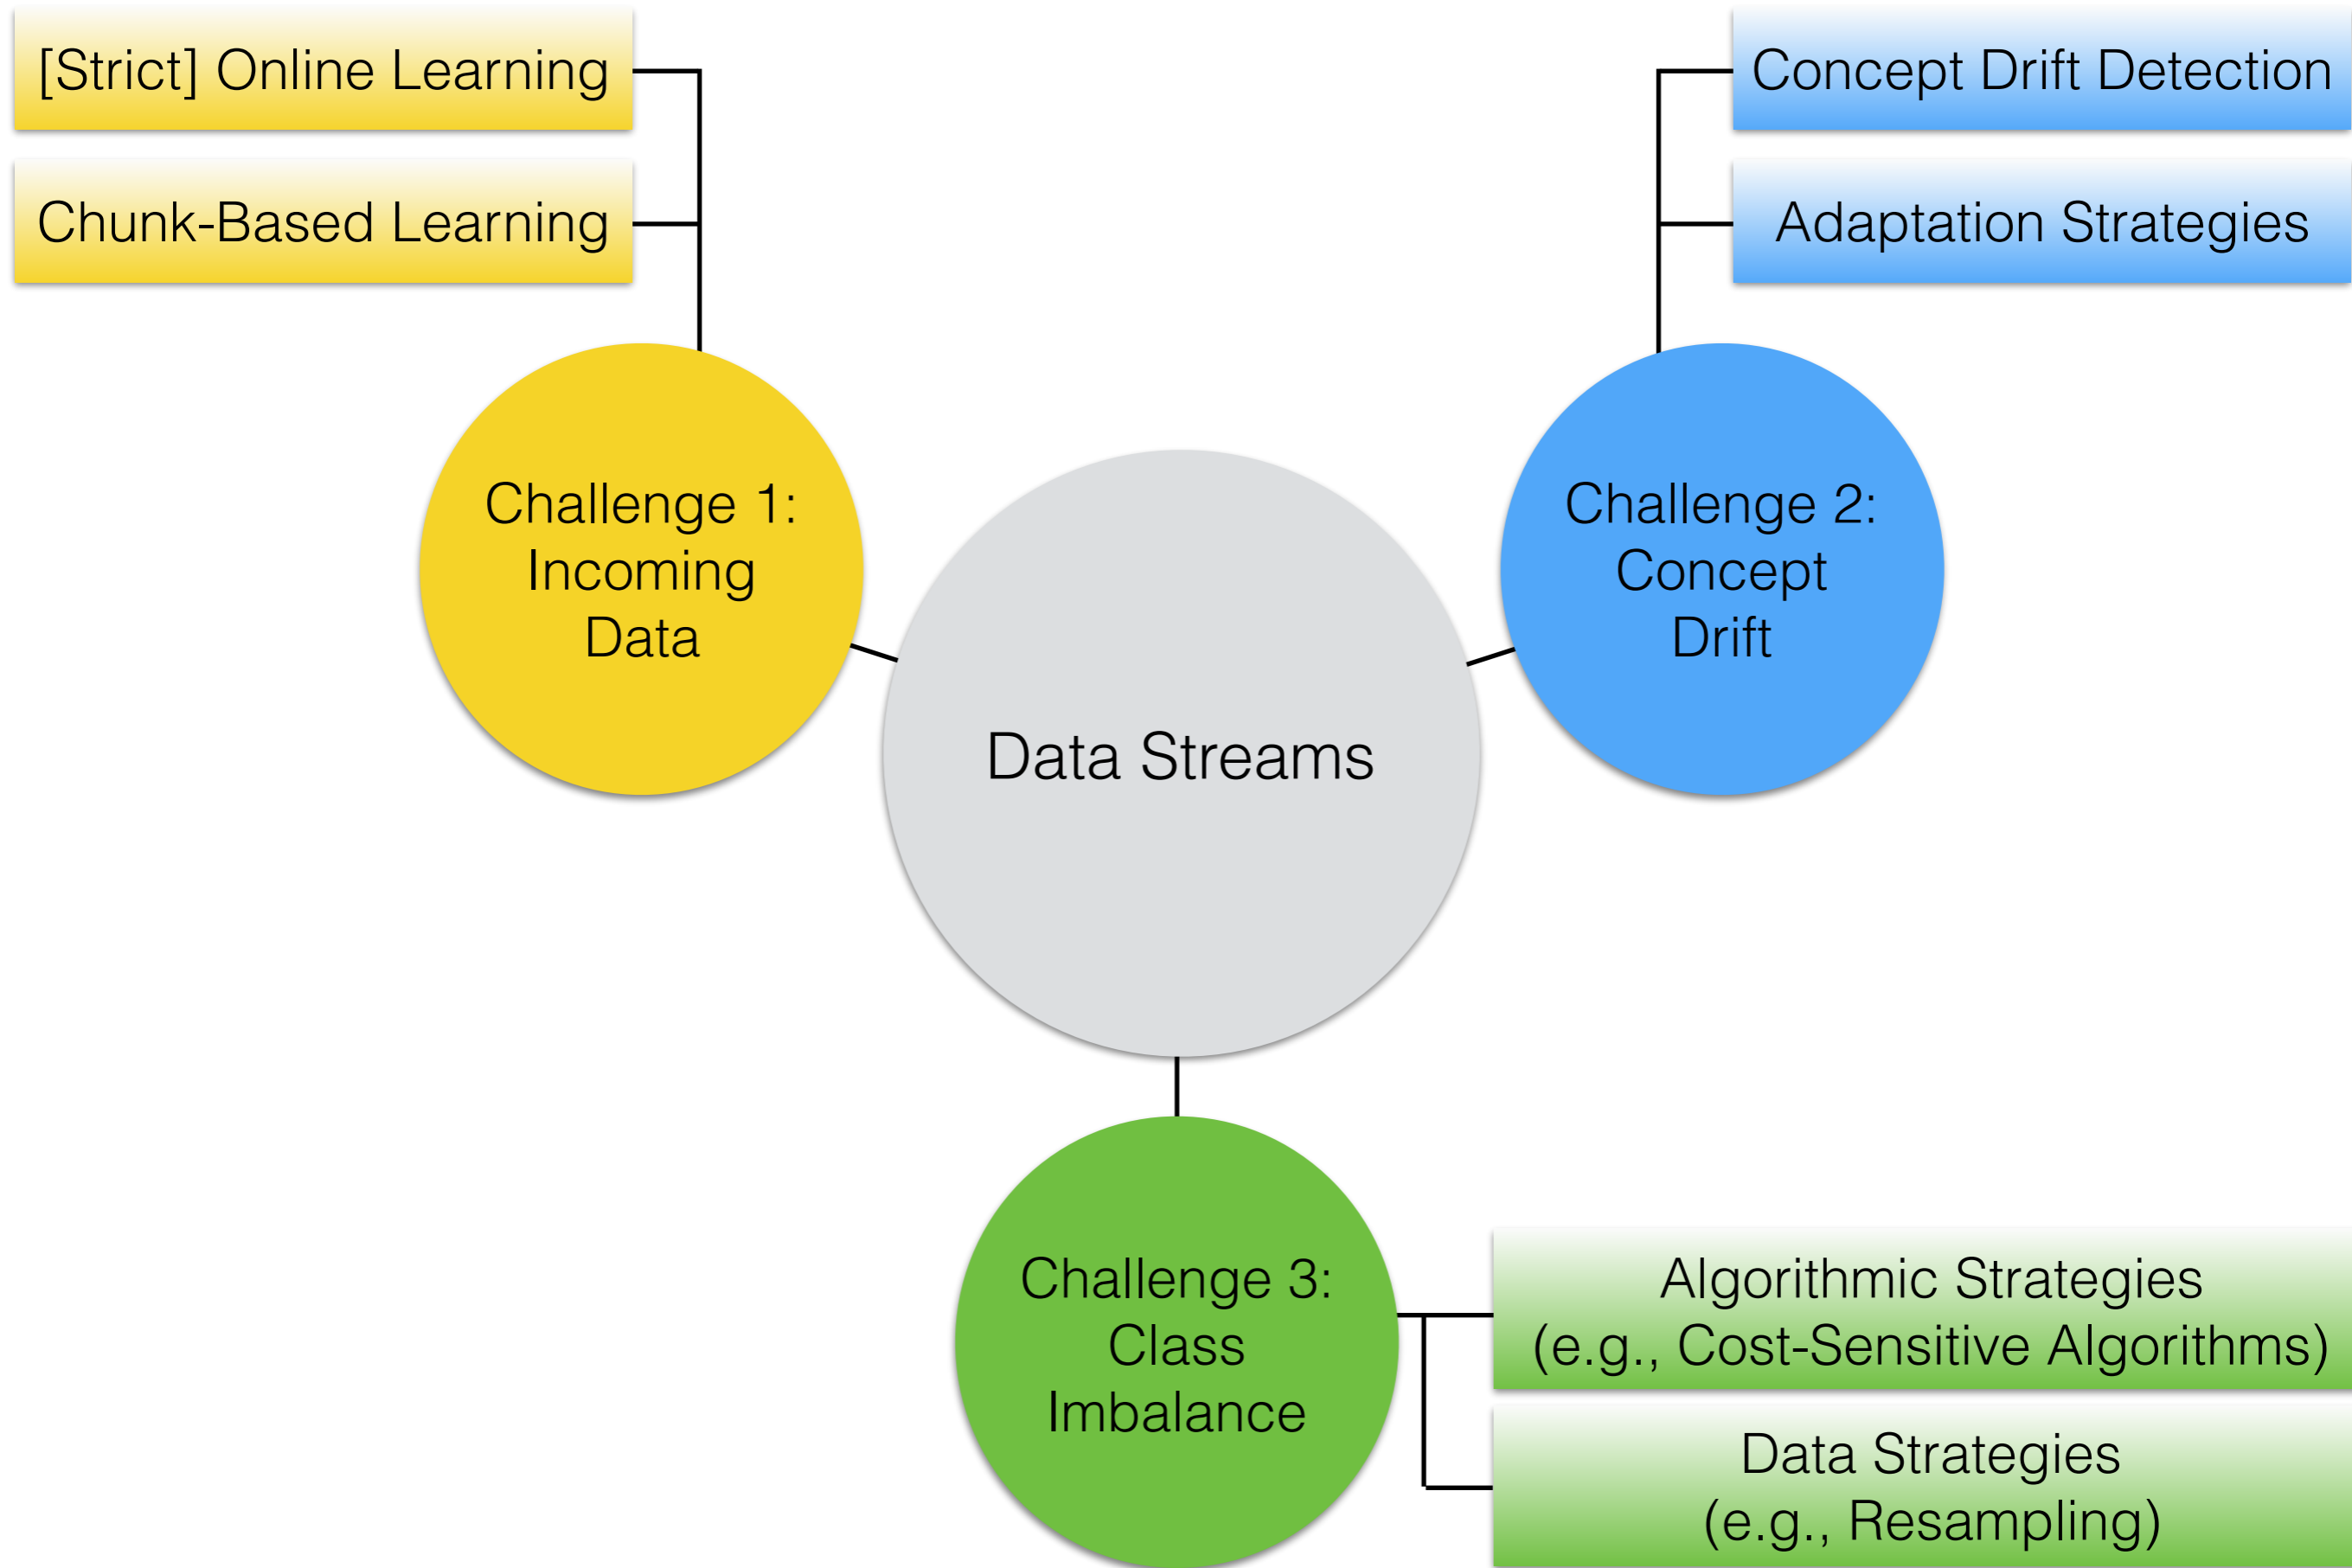 [Strict] Online Learning
Chunk-Based Learning
Concept Drift Detection
Adaptation Strategies
Challenge 1:
Incoming
Data
Challenge 2:
Concept
Drift
Data Streams
Challenge 3:
Class
Imbalance
Algorithmic Strategies
(e.g., Cost-Sensitive Algorithms)
Data Strategies
(e.g., Resampling)